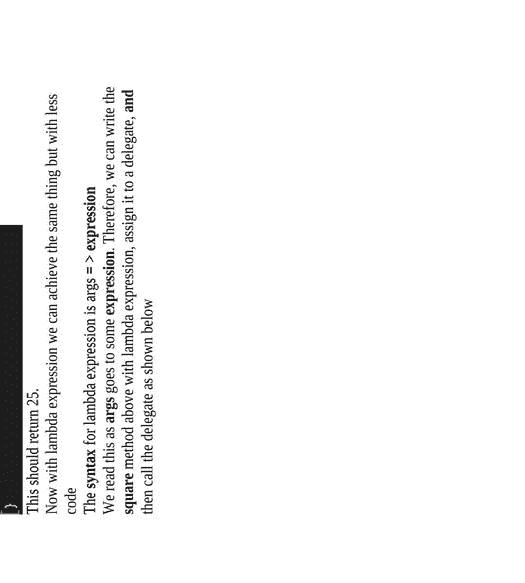 }
This should return 25.
Now with lambda expression we can achieve the same thing but with less
code
The syntax for lambda expression is args = > expression
We read this as args goes to some expression. Therefore, we can write the
square method above with lambda expression, assign it to a delegate, and
then call the delegate as shown below